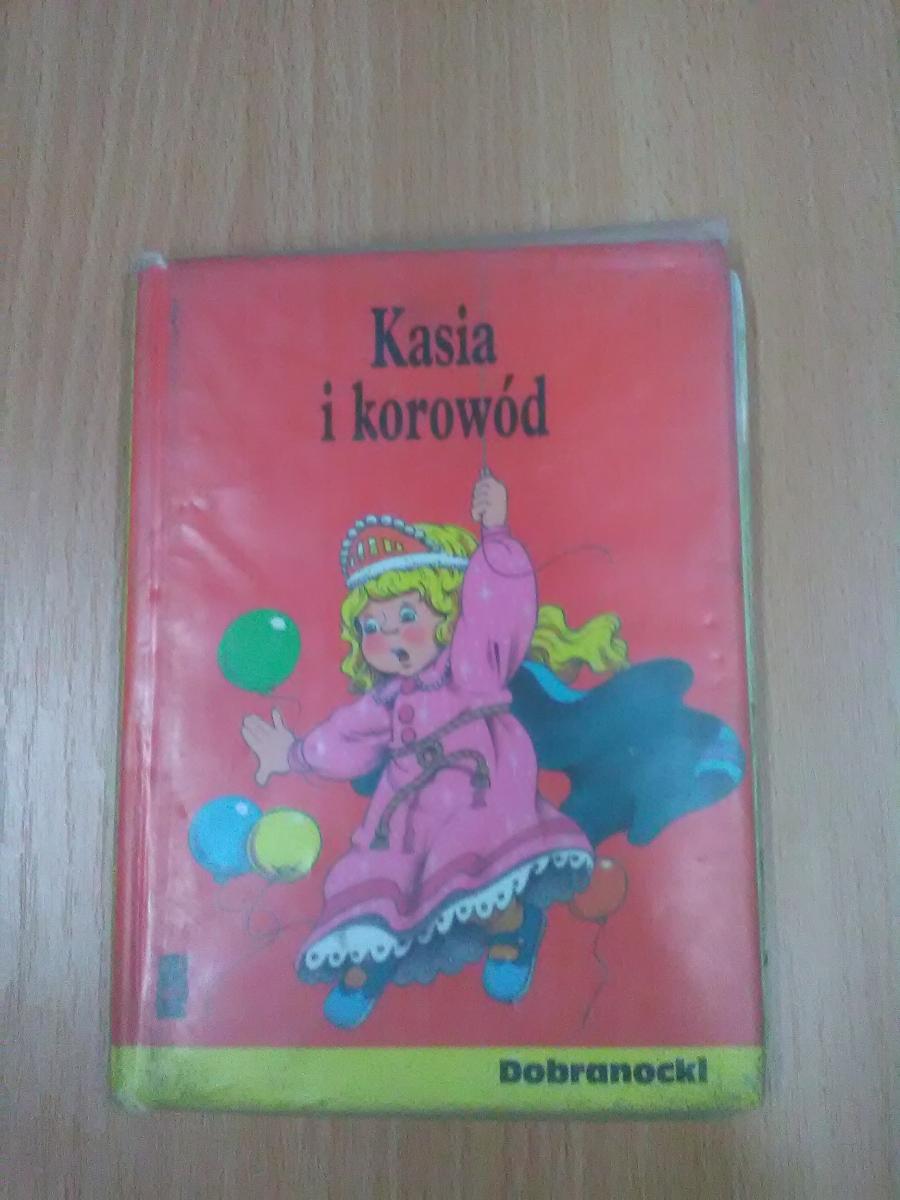 Kasia
i korowód
Dobranocki